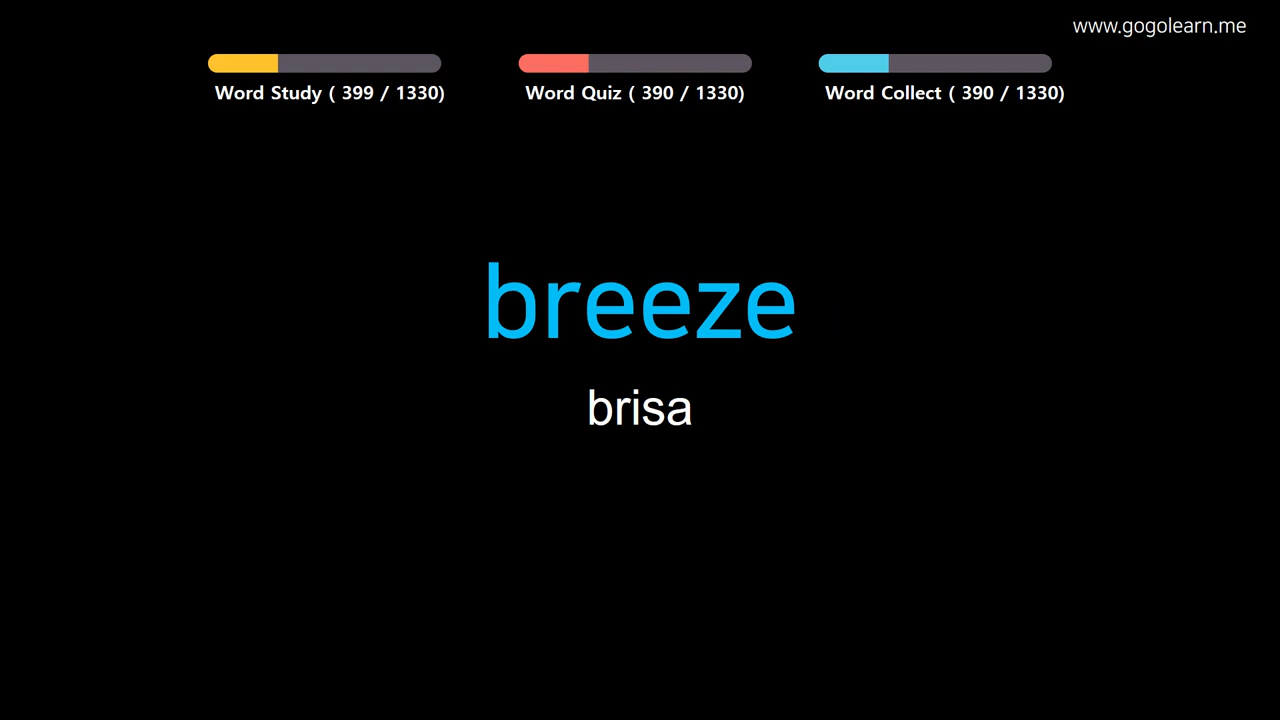 www.gogolearn.me
Word Study ( 399 / 1330)
Word Quiz ( 390 / 1330)
Word Collect ( 390 / 1330)
breeze
brisa